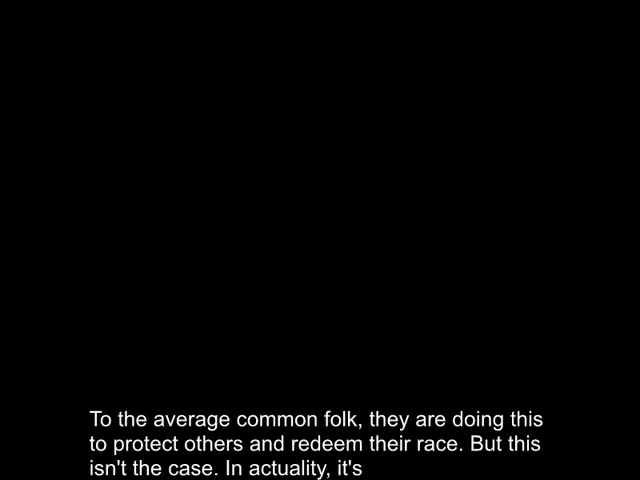 To the average common folk, they are doing this
to protect others and redeem their race. But this
isn't the case. In actuality, it's